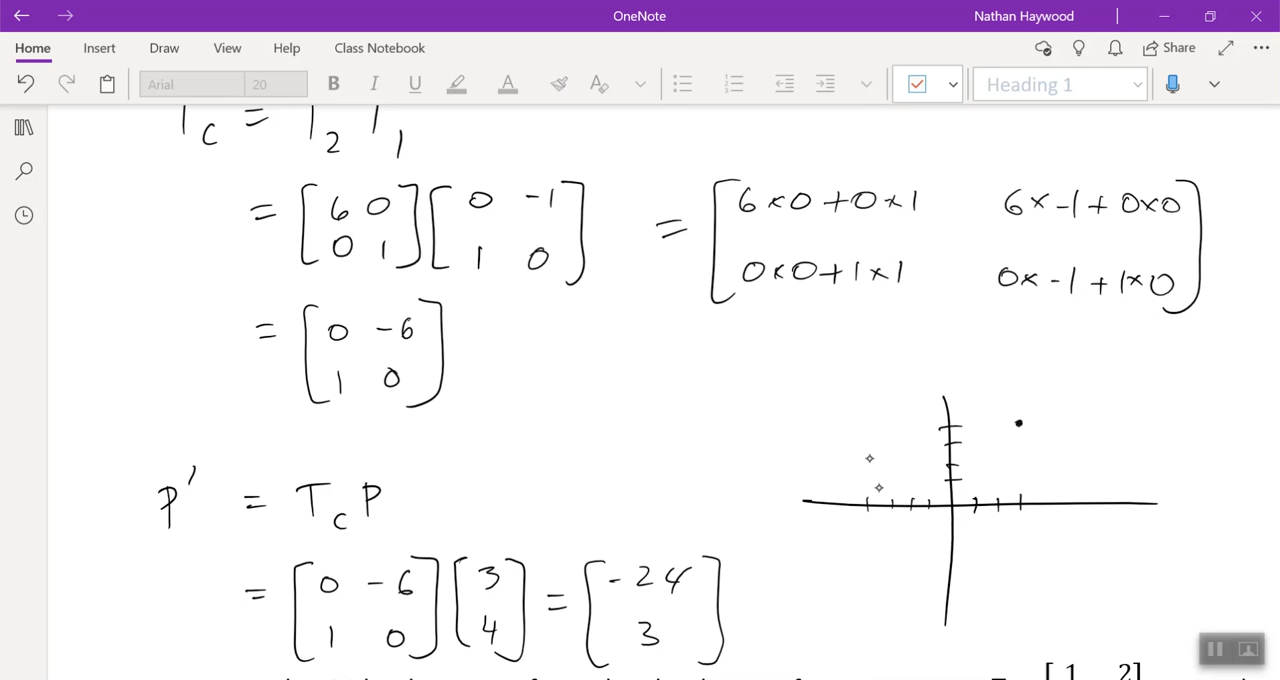 OneNote
Nathan Haywood
Home Insert Draw View Help Class Notebook
Share
Arial 20 B I U A A Heading 1
T_C = T_2 T_1
= [6 0] [0 -1] = [6×0+0×1 6×-1+0×0]
[0 1] [1 0] [0×0+1×1 0×-1+1×0]
= [0 -6]
[1 0]
P' = T_C P
= [0 -6] [3] = [-24]
[1 0] [4] [3]
[1 2]